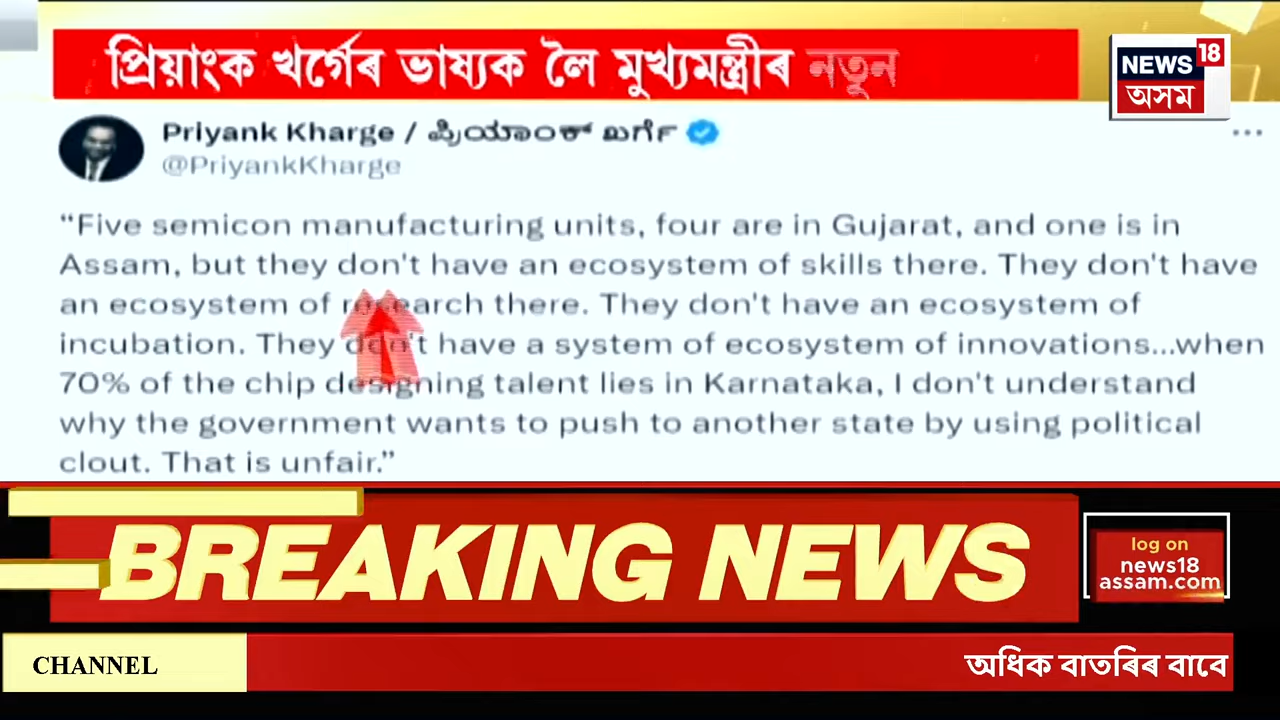 প্ৰিয়াংক খৰ্গেৰ ভাষ্যক লৈ মুখ্যমন্ত্ৰীৰ নতুন
NEWS 18
অসম
Priyank Kharge / ಪ್ರಿಯಾಂಕ್ ಖರ್ಗೆ
@PriyankKharge
“Five semicon manufacturing units, four are in Gujarat, and one is in
Assam, but they don't have an ecosystem of skills there. They don't have
an ecosystem of research there. They don't have an ecosystem of
incubation. They don't have a system of ecosystem of innovations...when
70% of the chip designing talent lies in Karnataka, I don't understand
why the government wants to push to another state by using political
clout. That is unfair.”
BREAKING NEWS
log on
news18
assam.com
CHANNEL
অধিক বাতৰিৰ বাবে